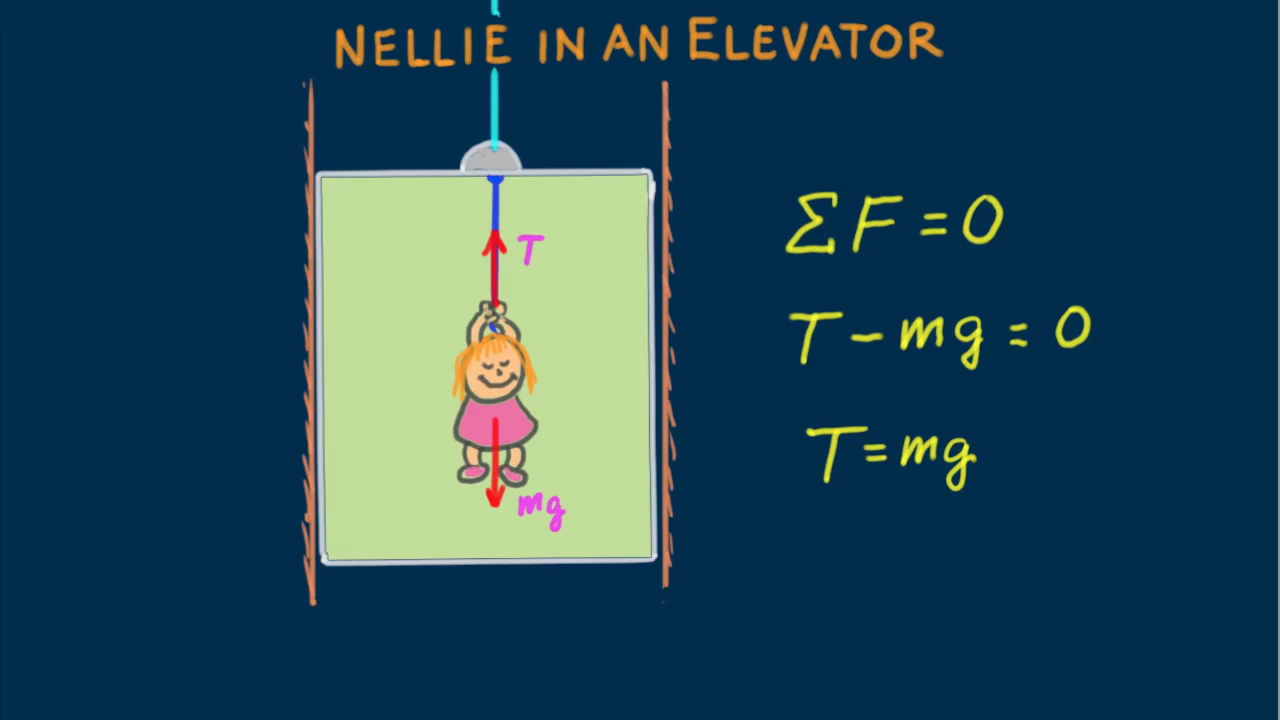 NELLIE IN AN ELEVATOR
T
mg
ΣF = 0
T - mg = 0
T = mg